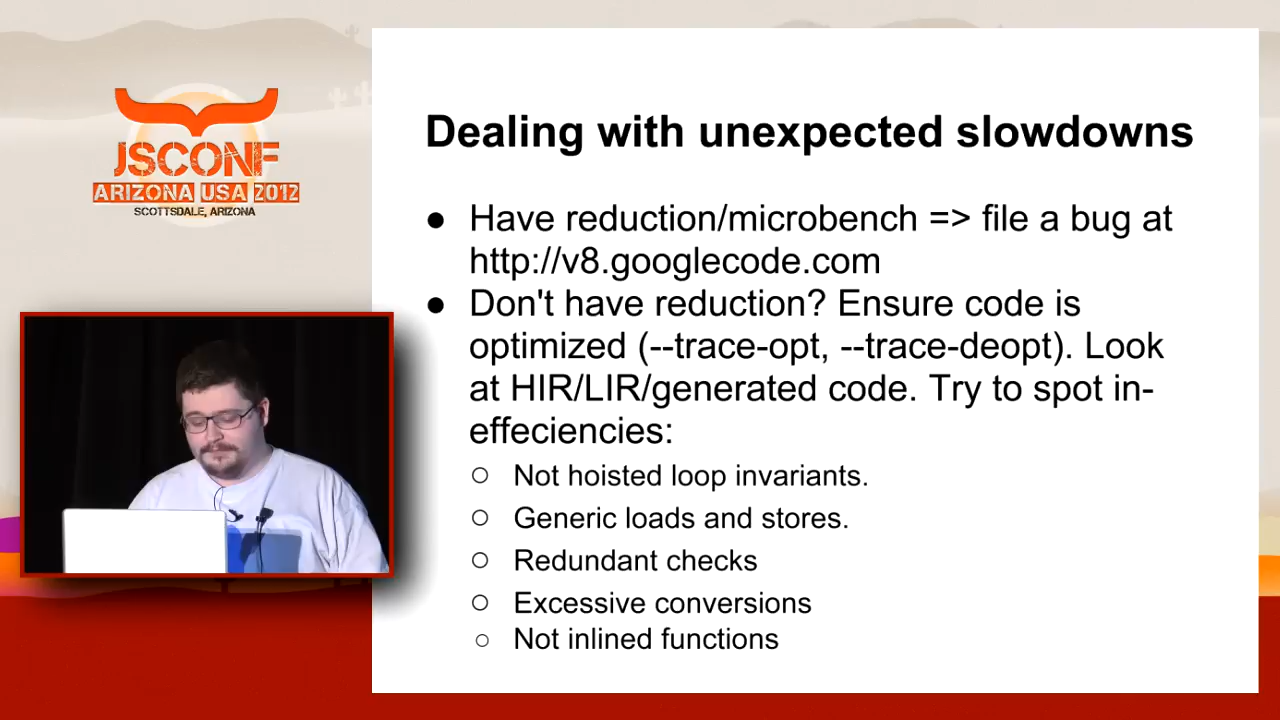 JSCONF
ARIZONA USA 2012
SCOTTSDALE, ARIZONA
Dealing with unexpected slowdowns
● Have reduction/microbench => file a bug at
http://v8.googlecode.com
● Don't have reduction? Ensure code is
optimized (--trace-opt, --trace-deopt). Look
at HIR/LIR/generated code. Try to spot in-
effeciencies:
○ Not hoisted loop invariants.
○ Generic loads and stores.
○ Redundant checks
○ Excessive conversions
○ Not inlined functions